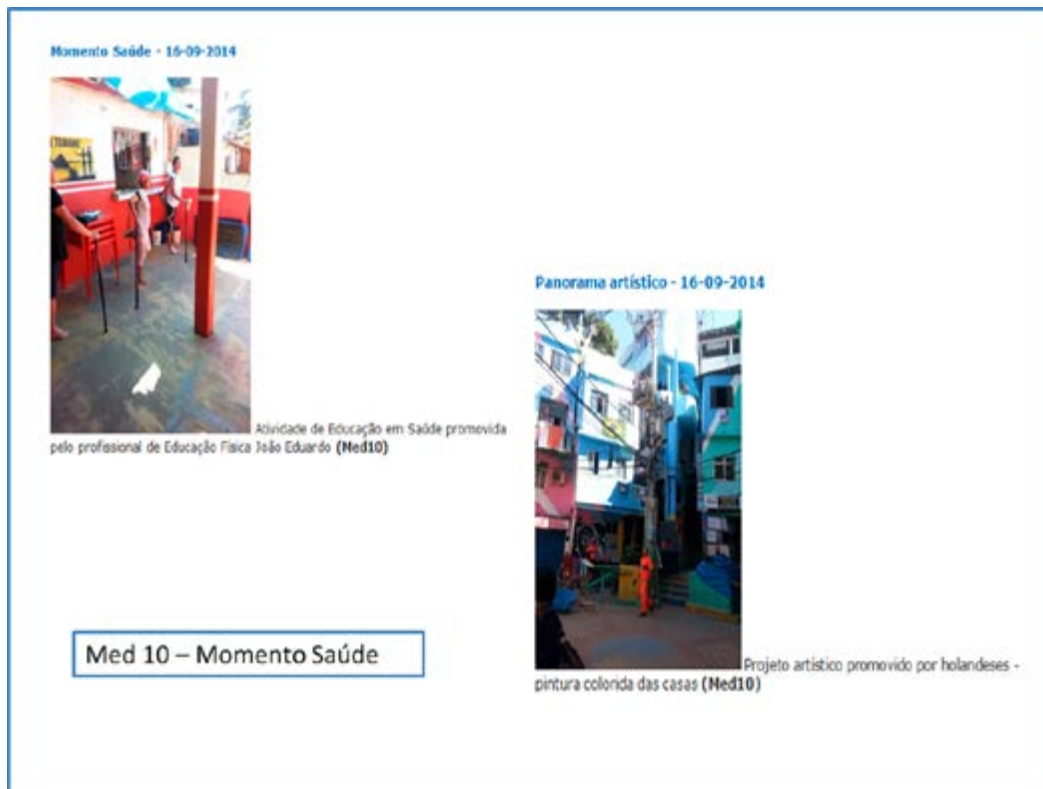 Momento Saúde - 16-09-2014
Atividade de Educação em Saúde promovida
pelo profissional de Educação Física João Eduardo (Med10)
Panorama artístico - 16-09-2014
Projeto artístico promovido por holandeses -
pintura colorida das casas (Med10)
Med 10 – Momento Saúde